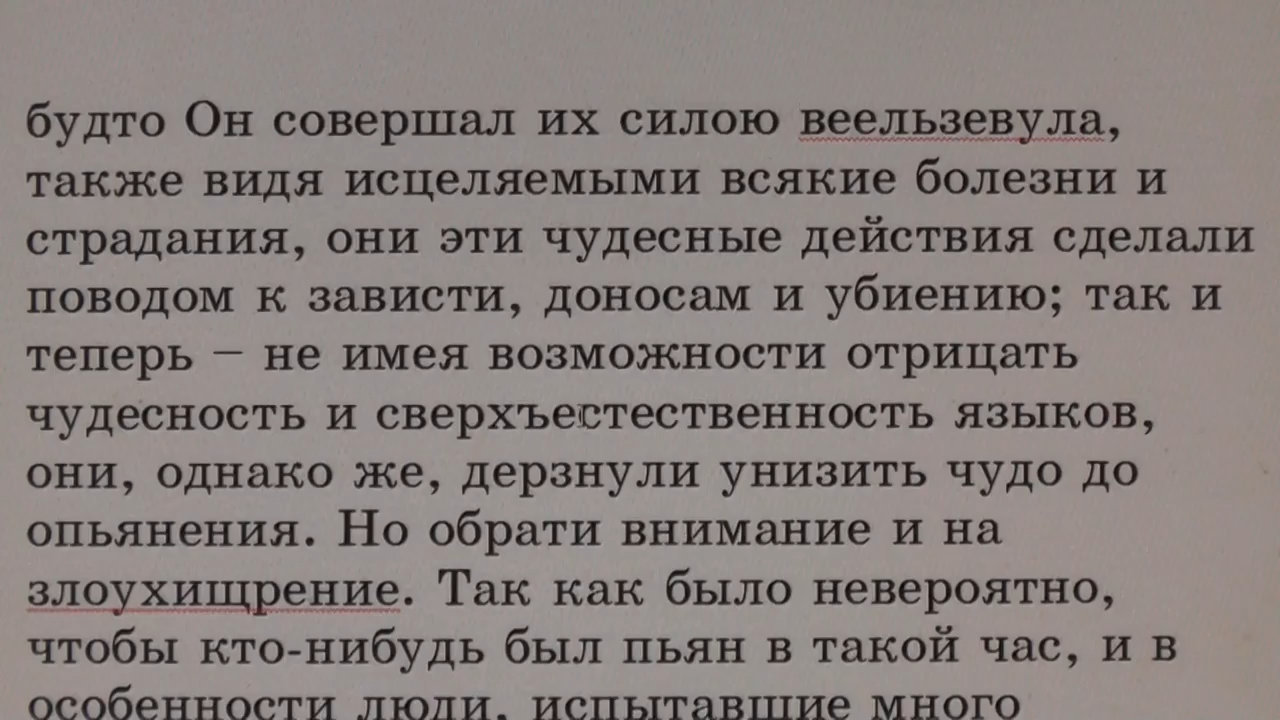 будто Он совершал их силою веельзевула,
также видя исцеляемыми всякие болезни и
страдания, они эти чудесные действия сделали
поводом к зависти, доносам и убиению; так и
теперь – не имея возможности отрицать
чудесность и сверхъестественность языков,
они, однако же, дерзнули унизить чудо до
опьянения. Но обрати внимание и на
злоухищрение. Так как было невероятно,
чтобы кто-нибудь был пьян в такой час, и в
особенности люди, испытавшие много